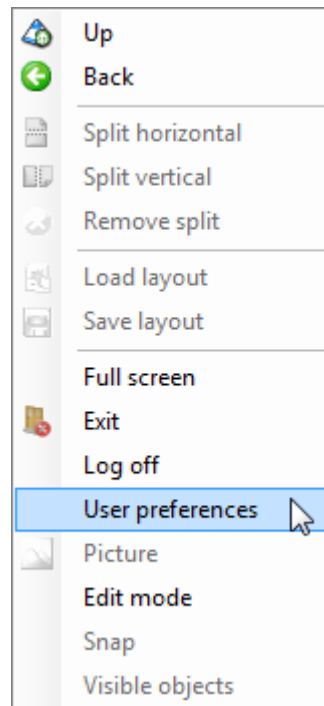 Up
Back
Split horizontal
Split vertical
Remove split
Load layout
Save layout
Full screen
Exit
Log off
User preferences
Picture
Edit mode
Snap
Visible objects